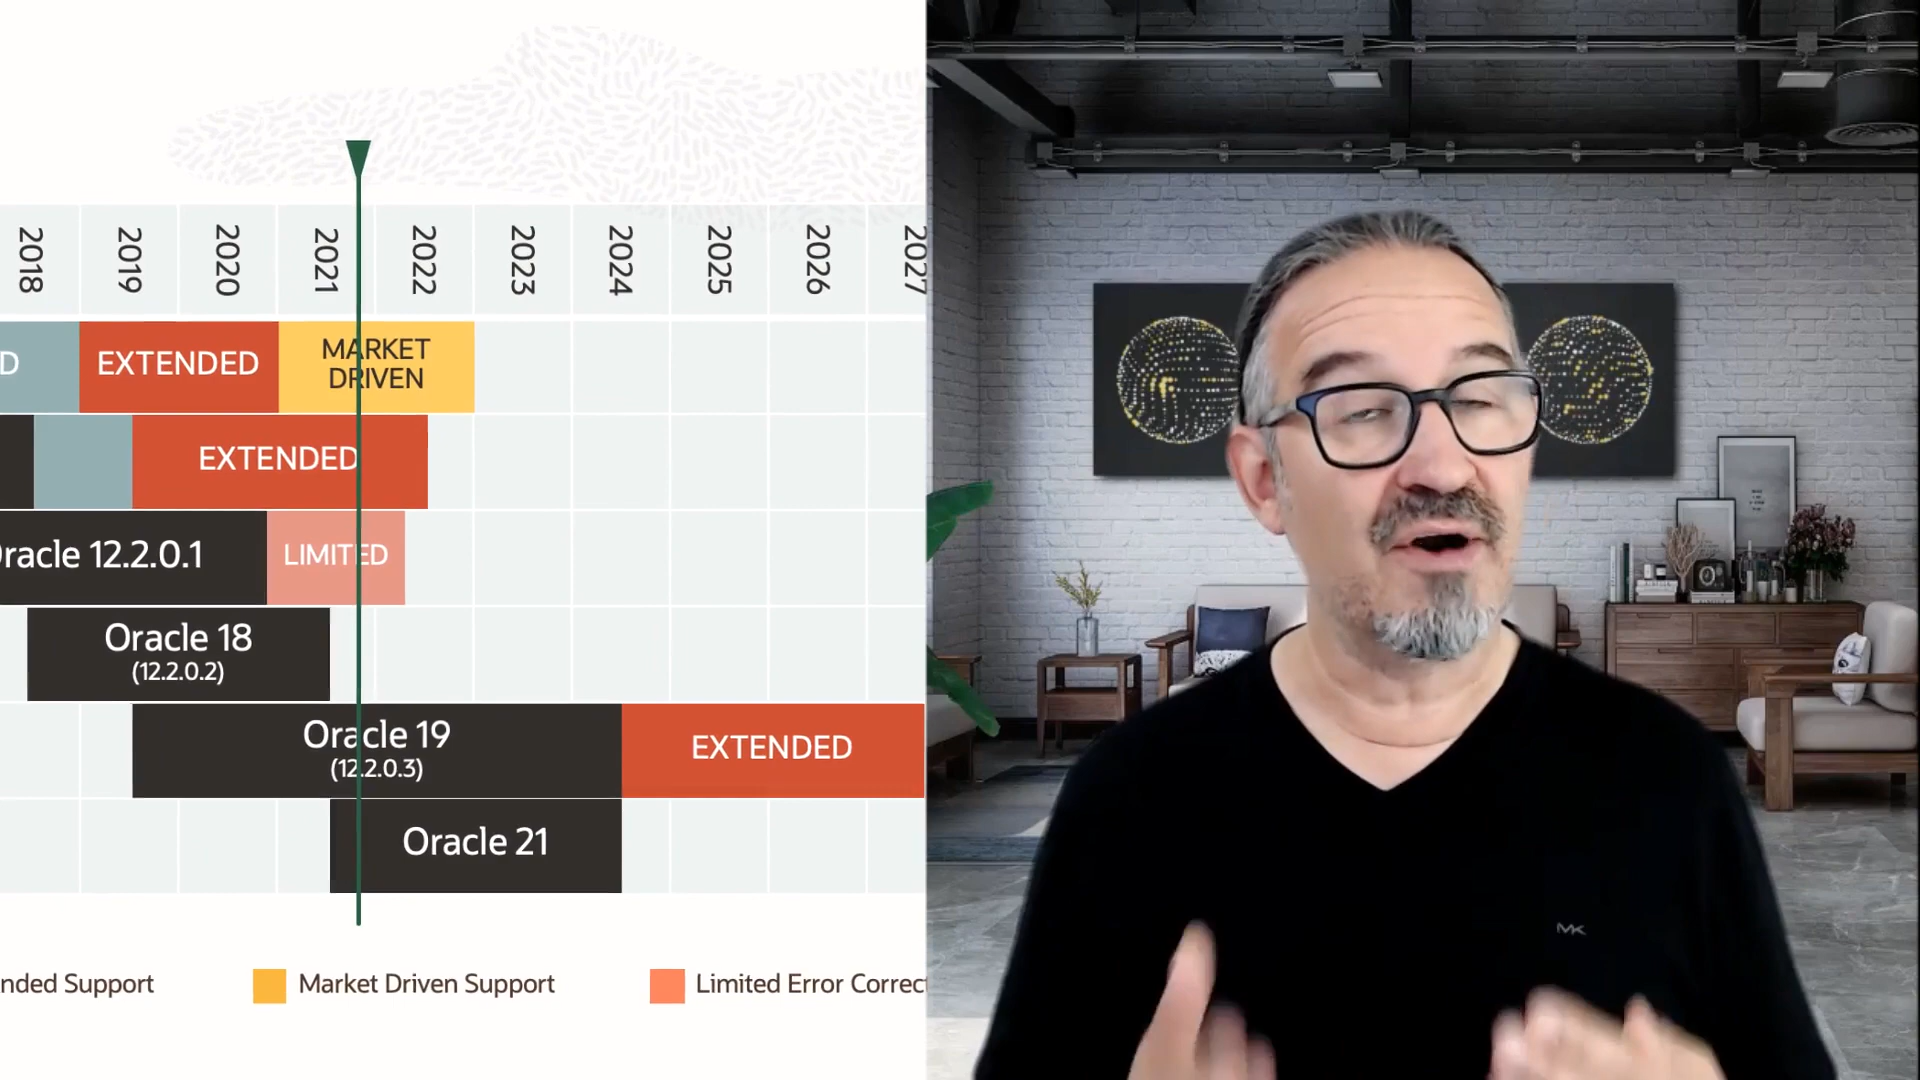 2018 2019 2020 2021 2022 2023 2024 2025 2026 2027
D EXTENDED MARKET
DRIVEN
EXTENDED
racle 12.2.0.1 LIMITED
Oracle 18
(12.2.0.2)
Oracle 19
(12.2.0.3)
EXTENDED
Oracle 21
nded Support Market Driven Support Limited Error Correc
MK